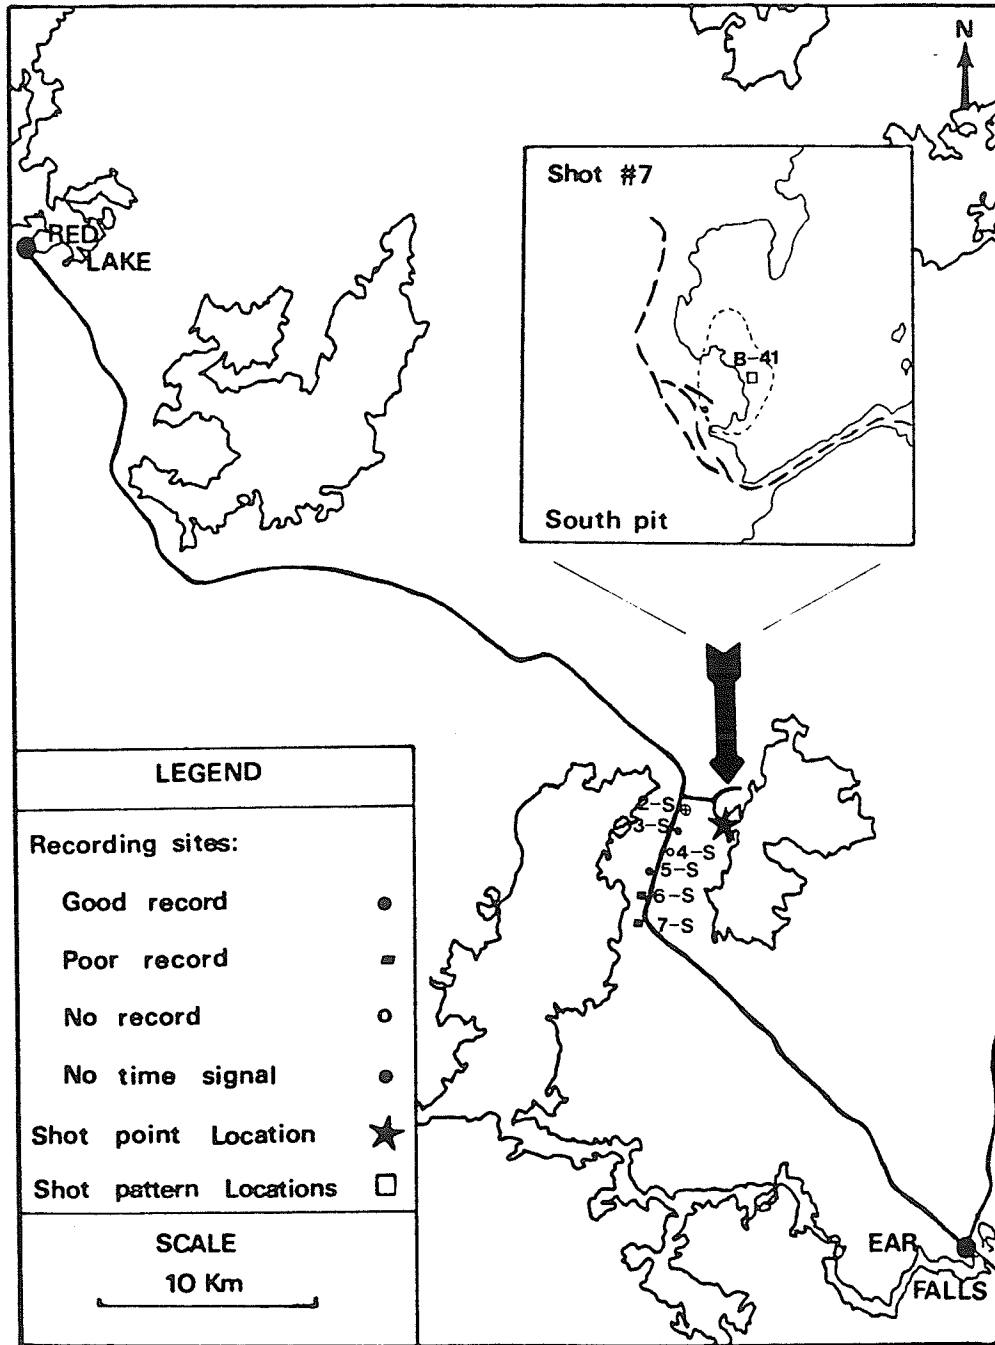 N
Shot #7
B-41
South pit
RED
LAKE
2-S
3-S
4-S
5-S
6-S
7-S
LEGEND
Recording sites:
Good record
Poor record
No record
No time signal
Shot point Location
Shot pattern Locations
SCALE
10 Km
EAR
FALLS